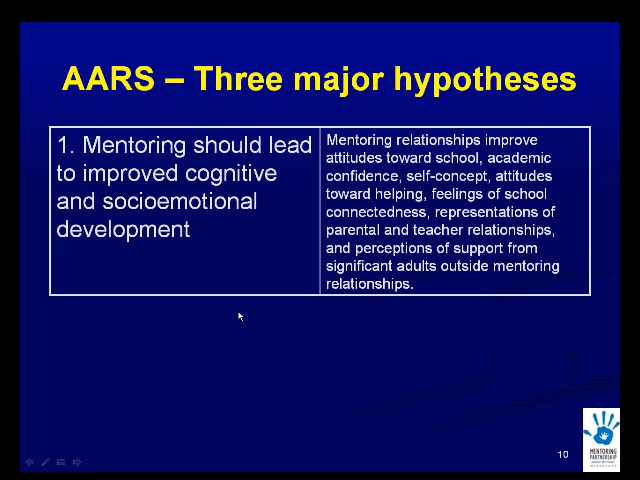 AARS – Three major hypotheses
1. Mentoring should lead
to improved cognitive
and socioemotional
development
Mentoring relationships improve
attitudes toward school, academic
confidence, self-concept, attitudes
toward helping, feelings of school
connectedness, representations of
parental and teacher relationships,
and perceptions of support from
significant adults outside mentoring
relationships.
10
MENTORING
PARTNERSHIP